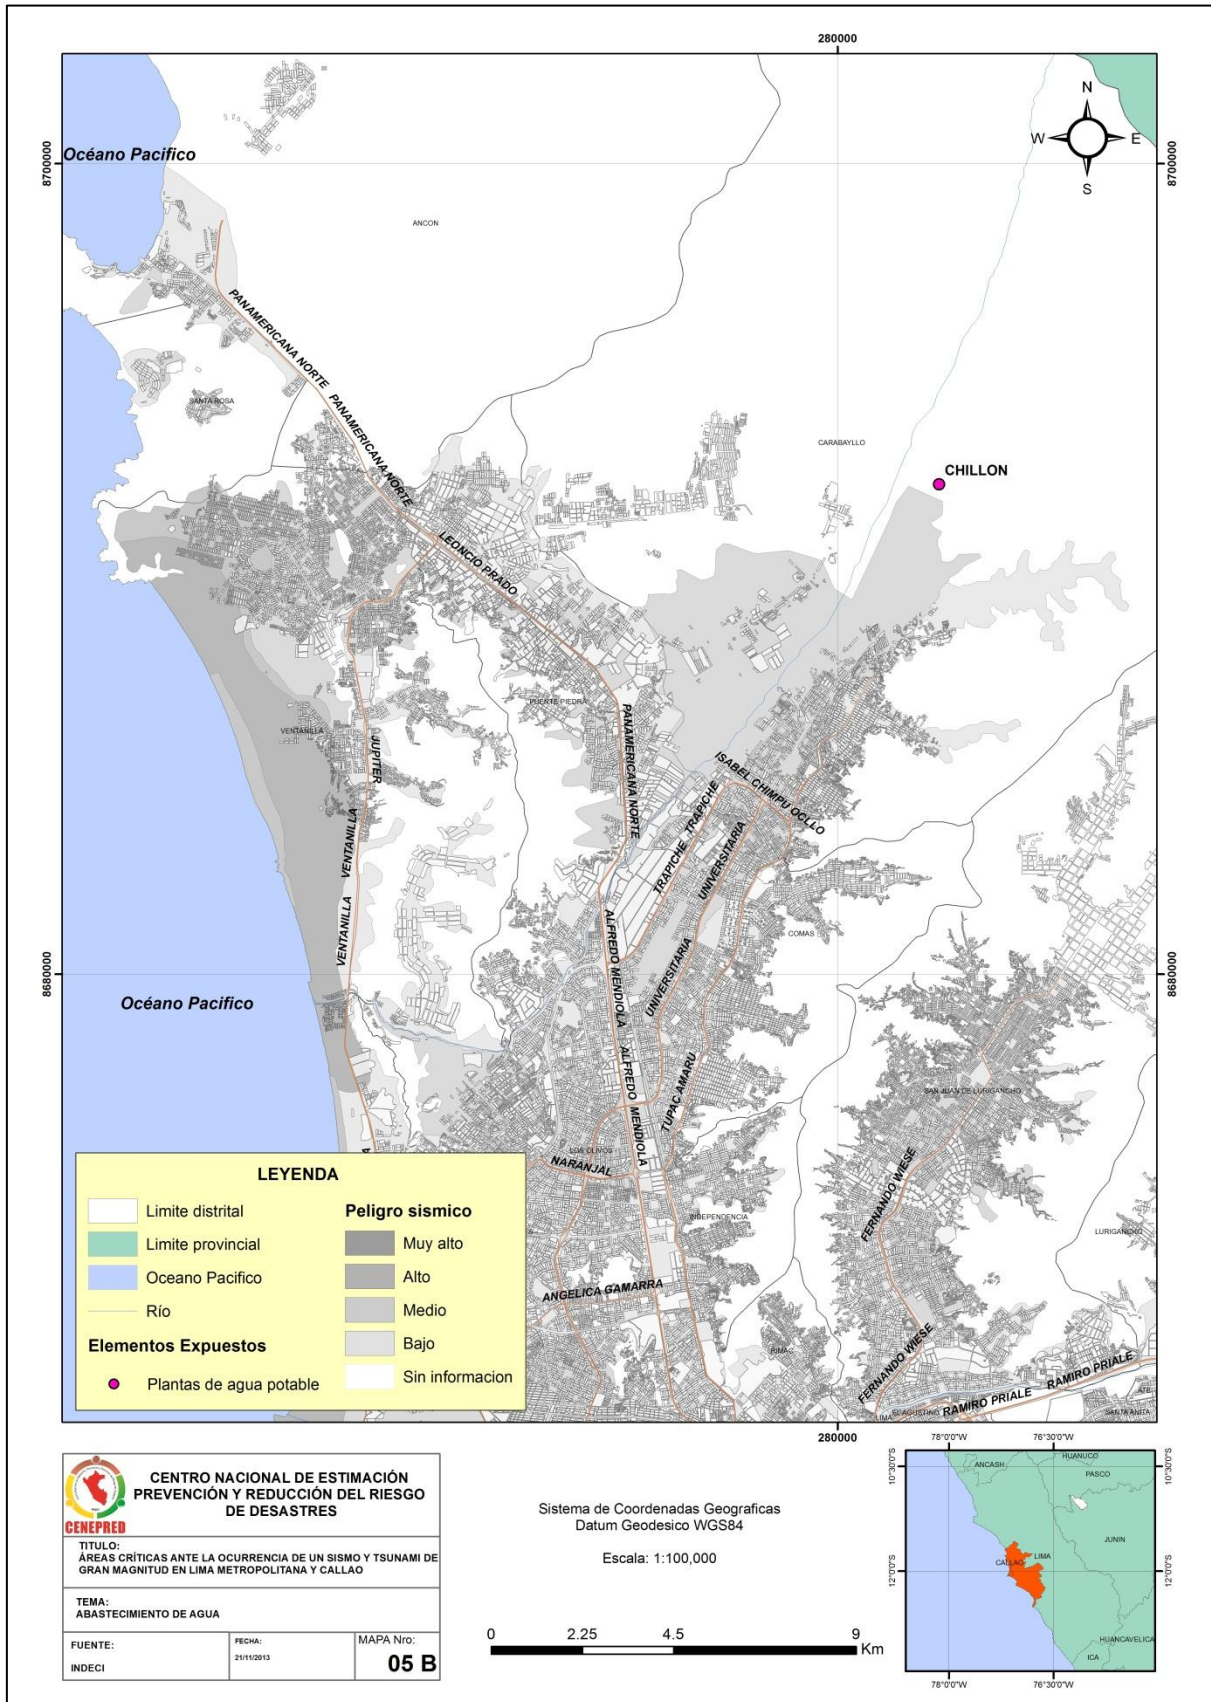 280000
N
W
E
S
Océano Pacifico
8700000
8700000
ANCON
PANAMERICANA NORTE
PANAMERICANA NORTE
SANTA ROSA
CARABAYLLO
CHILLON
LEONCIO PRADO
PUENTE PIEDRA
PANAMERICANA NORTE
VENTANILLA
JUPITER
ISABEL CHIMPU OCLLO
TRAPICHE
TRAPICHE
UNIVERSITARIA
VENTANILLA
VENTANILLA
ALFREDO MENDIOLA
COMAS
8680000
8680000
Océano Pacifico
UNIVERSITARIA
ALFREDO MENDIOLA
TUPAC AMARU
SAN JUAN DE LURIGANCHO
LOS OLIVOS
NARANJAL
FERNANDO WIESE
INDEPENDENCIA
LURIGANCHO
ANGELICA GAMARRA
RIMAC
FERNANDO WIESE
RAMIRO PRIALE
RAMIRO PRIALE
LIMA
EL AGUSTINO
ATE
SANTA ANITA
LEYENDA
Limite distrital
Limite provincial
Oceano Pacifico
Río
Elementos Expuestos
Plantas de agua potable
Peligro sismico
Muy alto
Alto
Medio
Bajo
Sin informacion
280000
CENEPRED
CENTRO NACIONAL DE ESTIMACIÓN
PREVENCIÓN Y REDUCCIÓN DEL RIESGO
DE DESASTRES
TITULO:
ÁREAS CRÍTICAS ANTE LA OCURRENCIA DE UN SISMO Y TSUNAMI DE
GRAN MAGNITUD EN LIMA METROPOLITANA Y CALLAO
TEMA:
ABASTECIMIENTO DE AGUA
FUENTE:
INDECI
FECHA:
21/11/2013
MAPA Nro:
05 B
Sistema de Coordenadas Geograficas
Datum Geodesico WGS84
Escala: 1:100,000
0
2.25
4.5
9
Km
78°0'0"W
76°30'0"W
10°30'0"S
10°30'0"S
ANCASH
HUANUCO
PASCO
JUNIN
LIMA
CALLAO
12°0'0"S
12°0'0"S
HUANCAVELICA
ICA
78°0'0"W
76°30'0"W